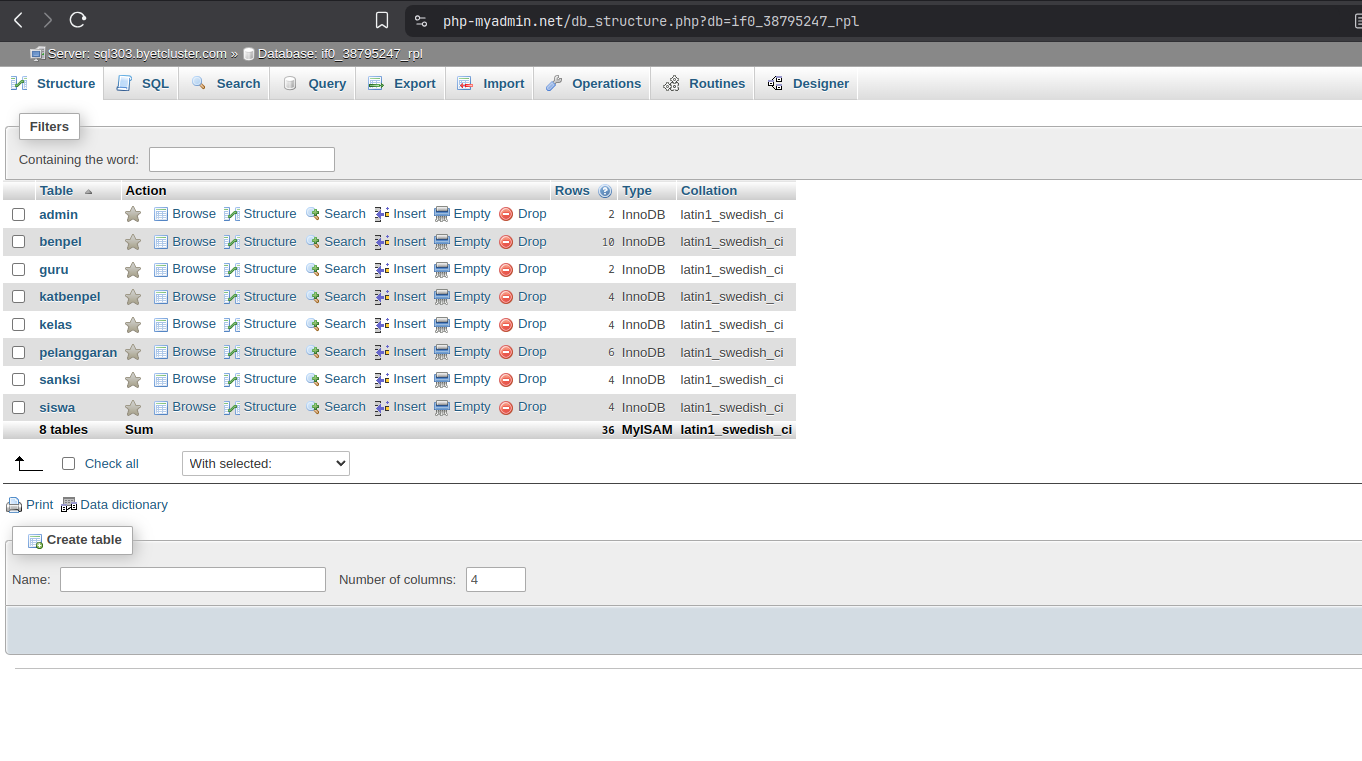 php-myadmin.net/db_structure.php?db=if0_38795247_rpl
Server: sql303.byetcluster.com » Database: if0_38795247_rpl
Structure SQL Search Query Export Import Operations Routines Designer
Filters
Containing the word:
Table Action Rows Type Collation
admin Browse Structure Search Insert Empty Drop 2 InnoDB latin1_swedish_ci
benpel Browse Structure Search Insert Empty Drop 10 InnoDB latin1_swedish_ci
guru Browse Structure Search Insert Empty Drop 2 InnoDB latin1_swedish_ci
katbenpel Browse Structure Search Insert Empty Drop 4 InnoDB latin1_swedish_ci
kelas Browse Structure Search Insert Empty Drop 4 InnoDB latin1_swedish_ci
pelanggaran Browse Structure Search Insert Empty Drop 6 InnoDB latin1_swedish_ci
sanksi Browse Structure Search Insert Empty Drop 4 InnoDB latin1_swedish_ci
siswa Browse Structure Search Insert Empty Drop 4 InnoDB latin1_swedish_ci
8 tables Sum 36 MyISAM latin1_swedish_ci
Check all With selected:
Print Data dictionary
Create table
Name: Number of columns: 4